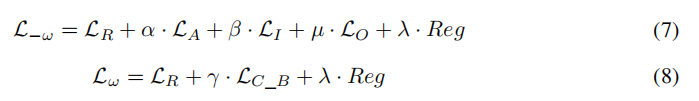 ℒ_{−ω} = ℒ_R + α · ℒ_A + β · ℒ_I + μ · ℒ_O + λ · Reg (7)
ℒ_ω = ℒ_R + γ · ℒ_{C_B} + λ · Reg (8)